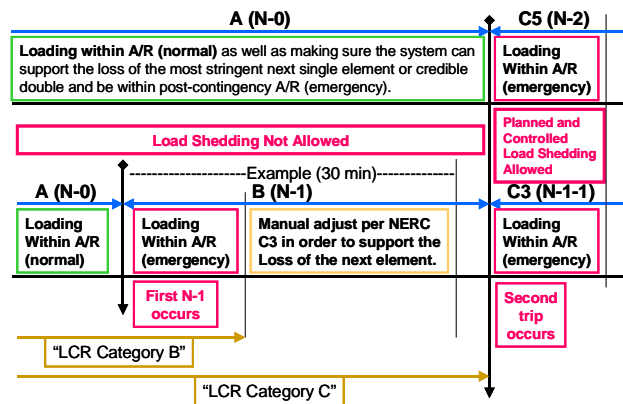 A (N-0)
C5 (N-2)
Loading within A/R (normal) as well as making sure the system can
support the loss of the most stringent next single element or credible
double and be within post-contingency A/R (emergency).
Loading
Within A/R
(emergency)
Load Shedding Not Allowed
Planned and
Controlled
Load Shedding
Allowed
Example (30 min)
A (N-0)
B (N-1)
C3 (N-1-1)
Loading
Within A/R
(normal)
Loading
Within A/R
(emergency)
Manual adjust per NERC
C3 in order to support the
Loss of the next element.
Loading
Within A/R
(emergency)
First N-1
occurs
Second
trip
occurs
“LCR Category B”
“LCR Category C”